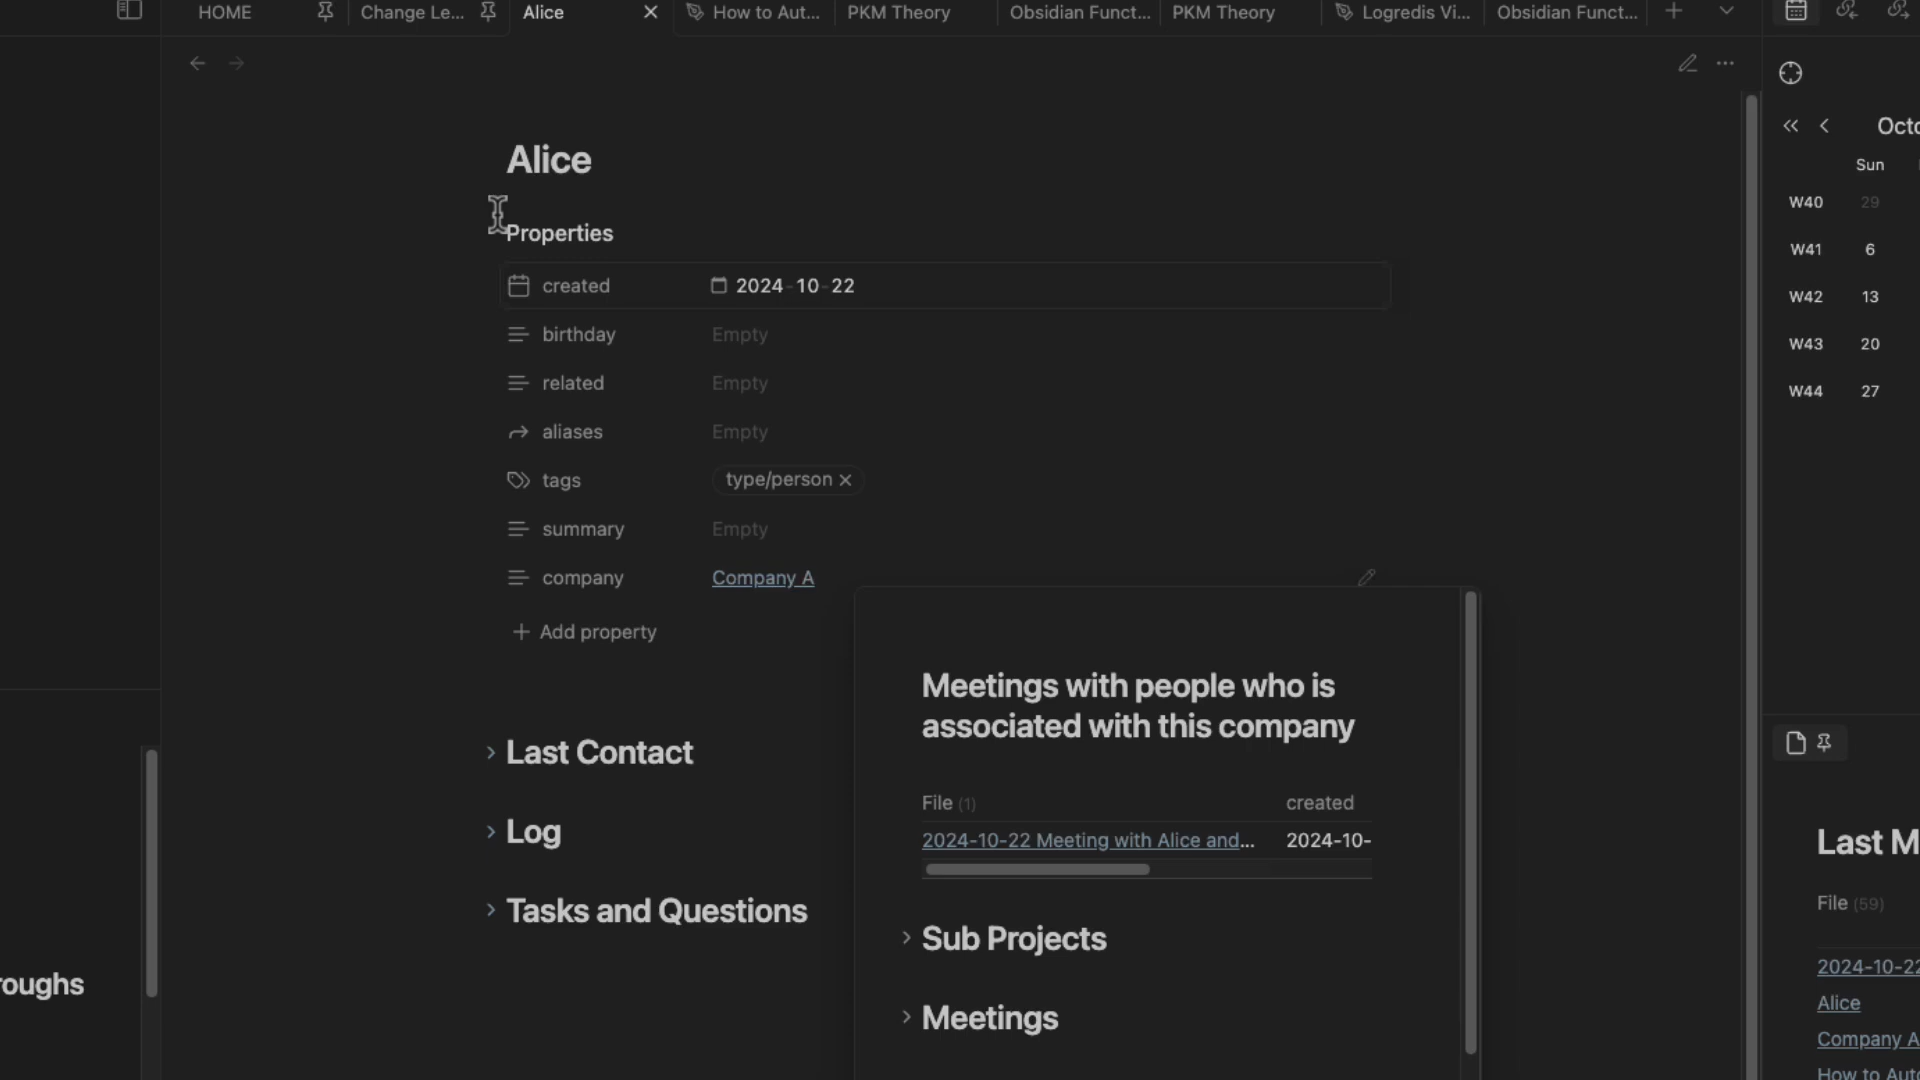 HOME
Change Le...
Alice
How to Aut...
PKM Theory
Obsidian Funct...
PKM Theory
Logredis Vi...
Obsidian Funct...
Alice
Properties
created 2024-10-22
birthday Empty
related Empty
aliases Empty
tags type/person
summary Empty
company Company A
Add property
Last Contact
Log
Tasks and Questions
Meetings with people who is
associated with this company
File (1) created
2024-10-22 Meeting with Alice and... 2024-10-
Sub Projects
Meetings
roughs
Octo
Sun
W40 29
W41 6
W42 13
W43 20
W44 27
Last M
File (59)
2024-10-22
Alice
Company A
How to Auto